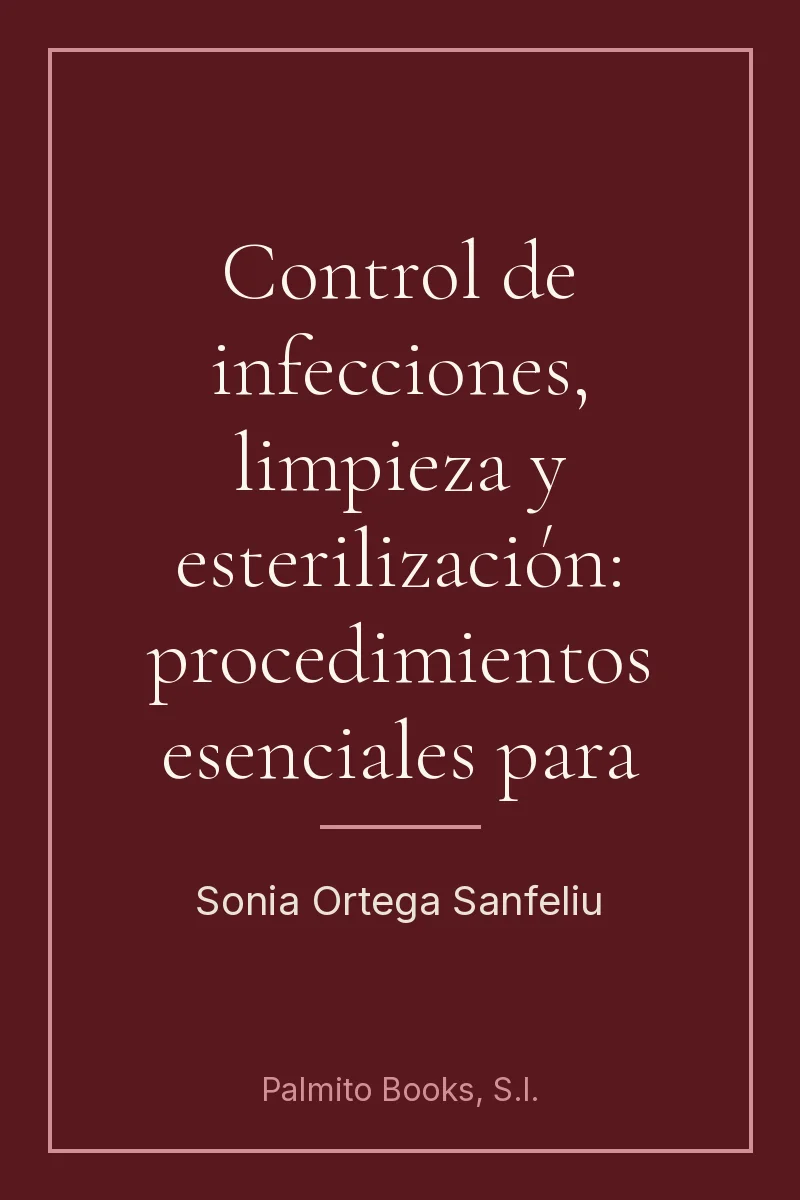 Control de
infecciones,
limpieza y
esterilización:
procedimientos
esenciales para
Sonia Ortega Sanfeliu
Palmito Books, S.l.